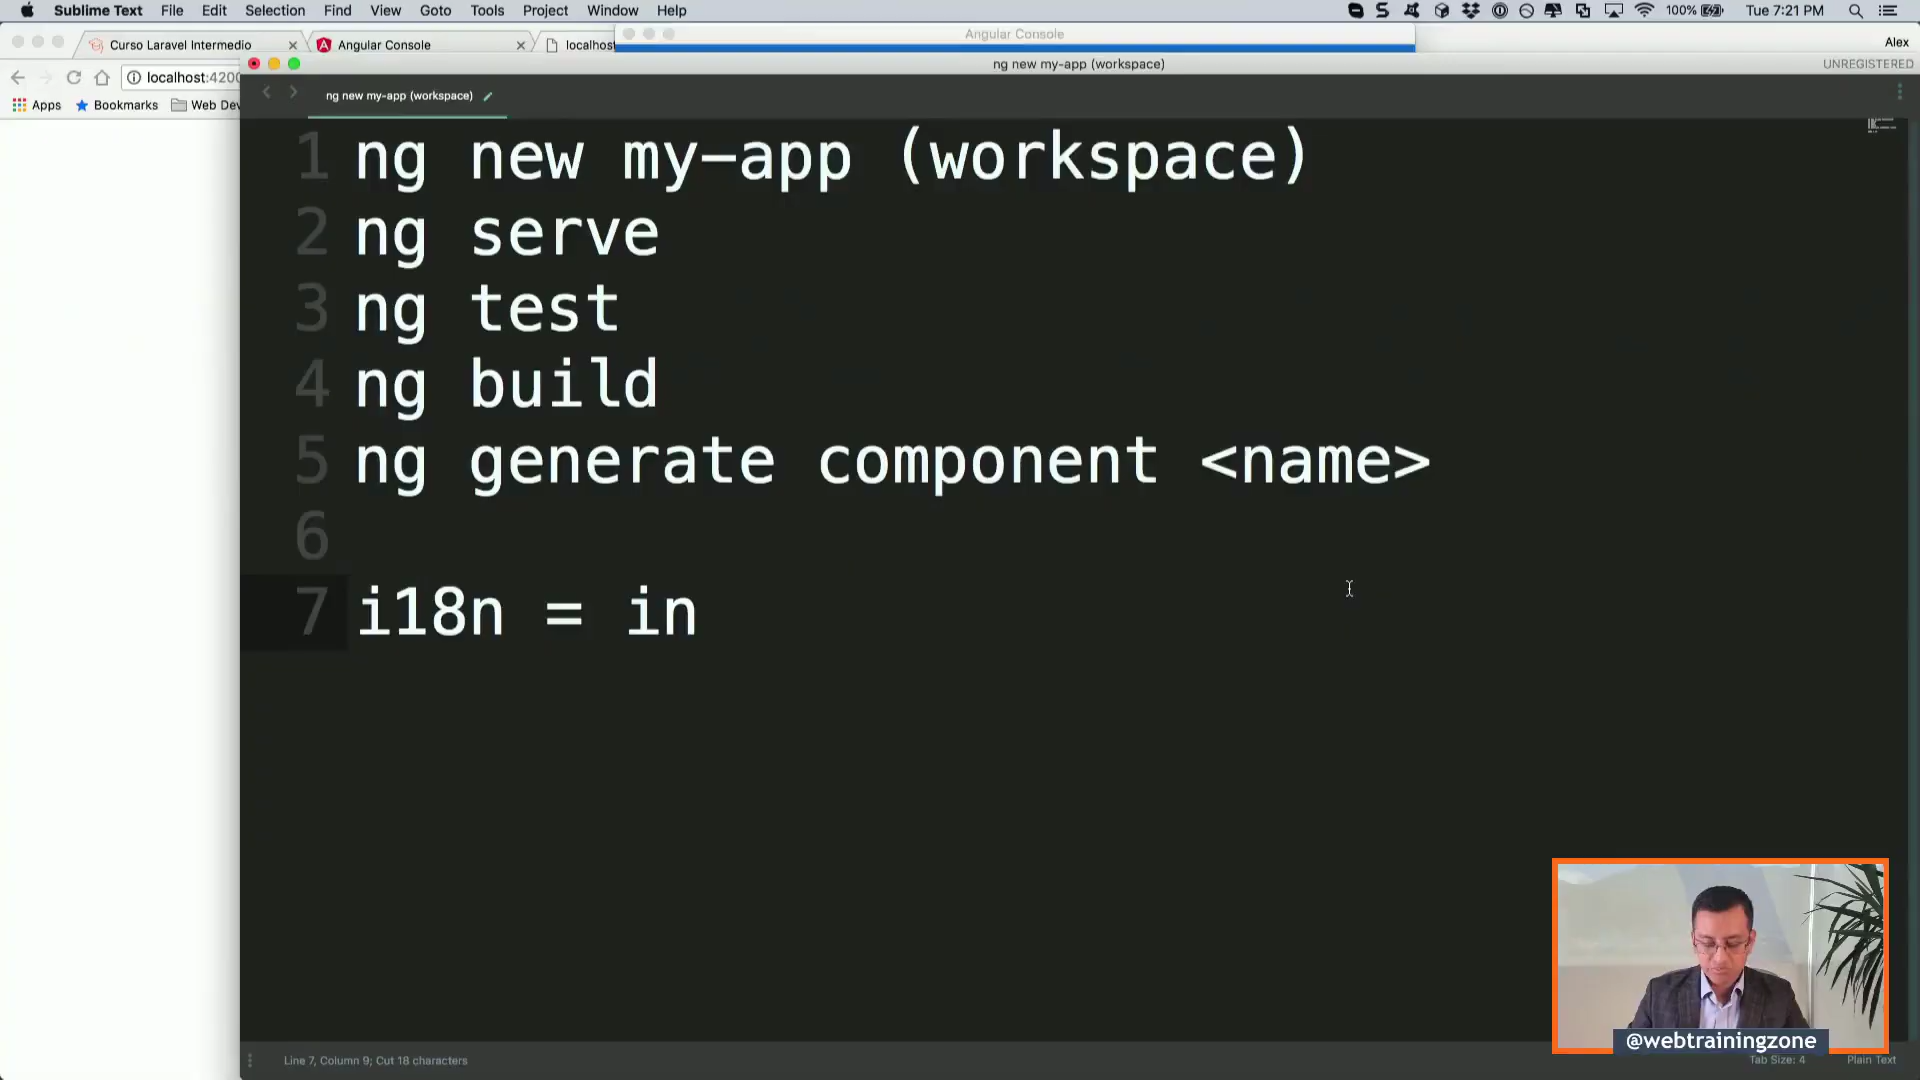 Sublime Text File Edit Selection Find View Goto Tools Project Window Help 100% Tue 7:21 PM
Curso Laravel Intermedio Angular Console localhost Angular Console Alex
ng new my-app (workspace) UNREGISTERED
localhost:4200
ng new my-app (workspace)
Apps Bookmarks Web Dev
1 ng new my-app (workspace)
2 ng serve
3 ng test
4 ng build
5 ng generate component <name>
6
7 i18n = in
@webtrainingzone
Line 7, Column 9; Cut 18 characters Tab Size: 4 Plain Text